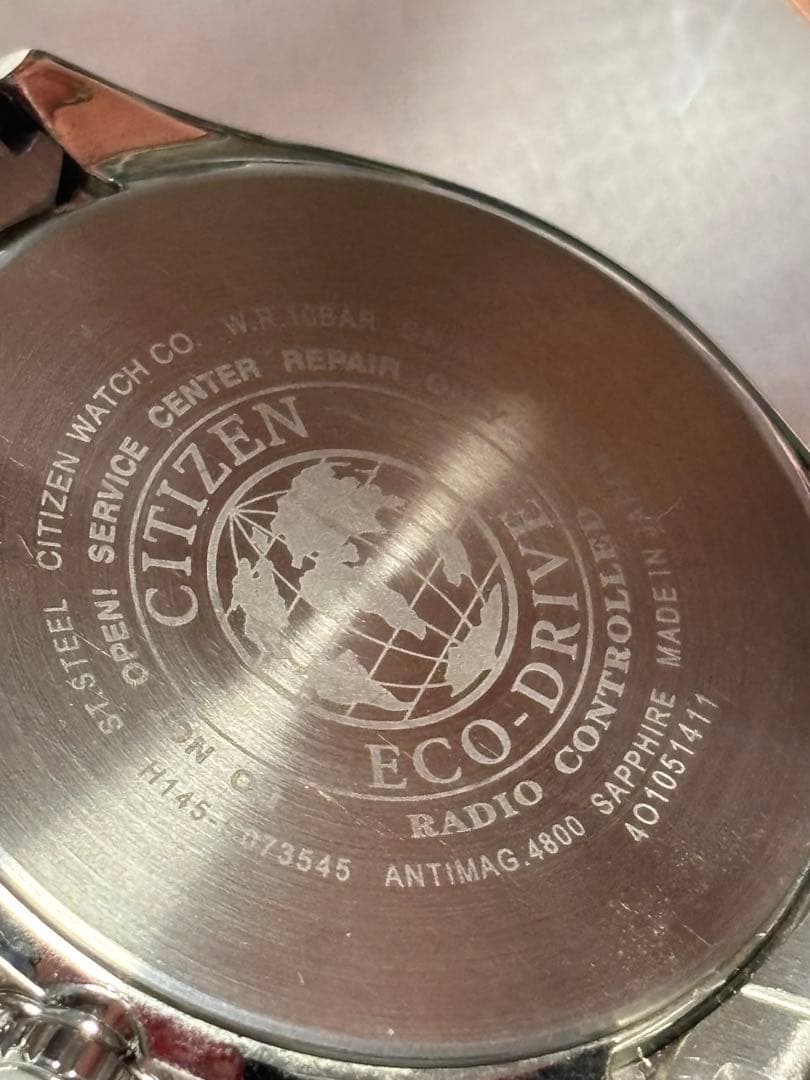 CITIZEN
ECO-DRIVE
RADIO CONTROLLED
OPEN! SERVICE CENTER REPAIR
ST.STEEL CITIZEN WATCH CO. W.R.10BAR
ANTIMAG.4800 SAPPHIRE MADE IN
401051411
H145-
073545